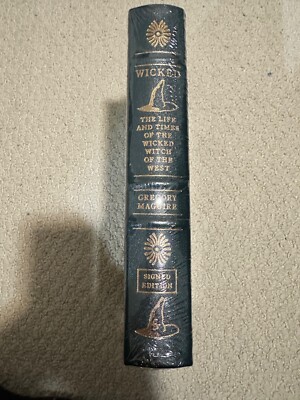 WICKED
THE LIFE
AND TIMES
OF THE
WICKED
WITCH
OF THE
WEST
GREGORY
MAGUIRE
SIGNED
EDITION